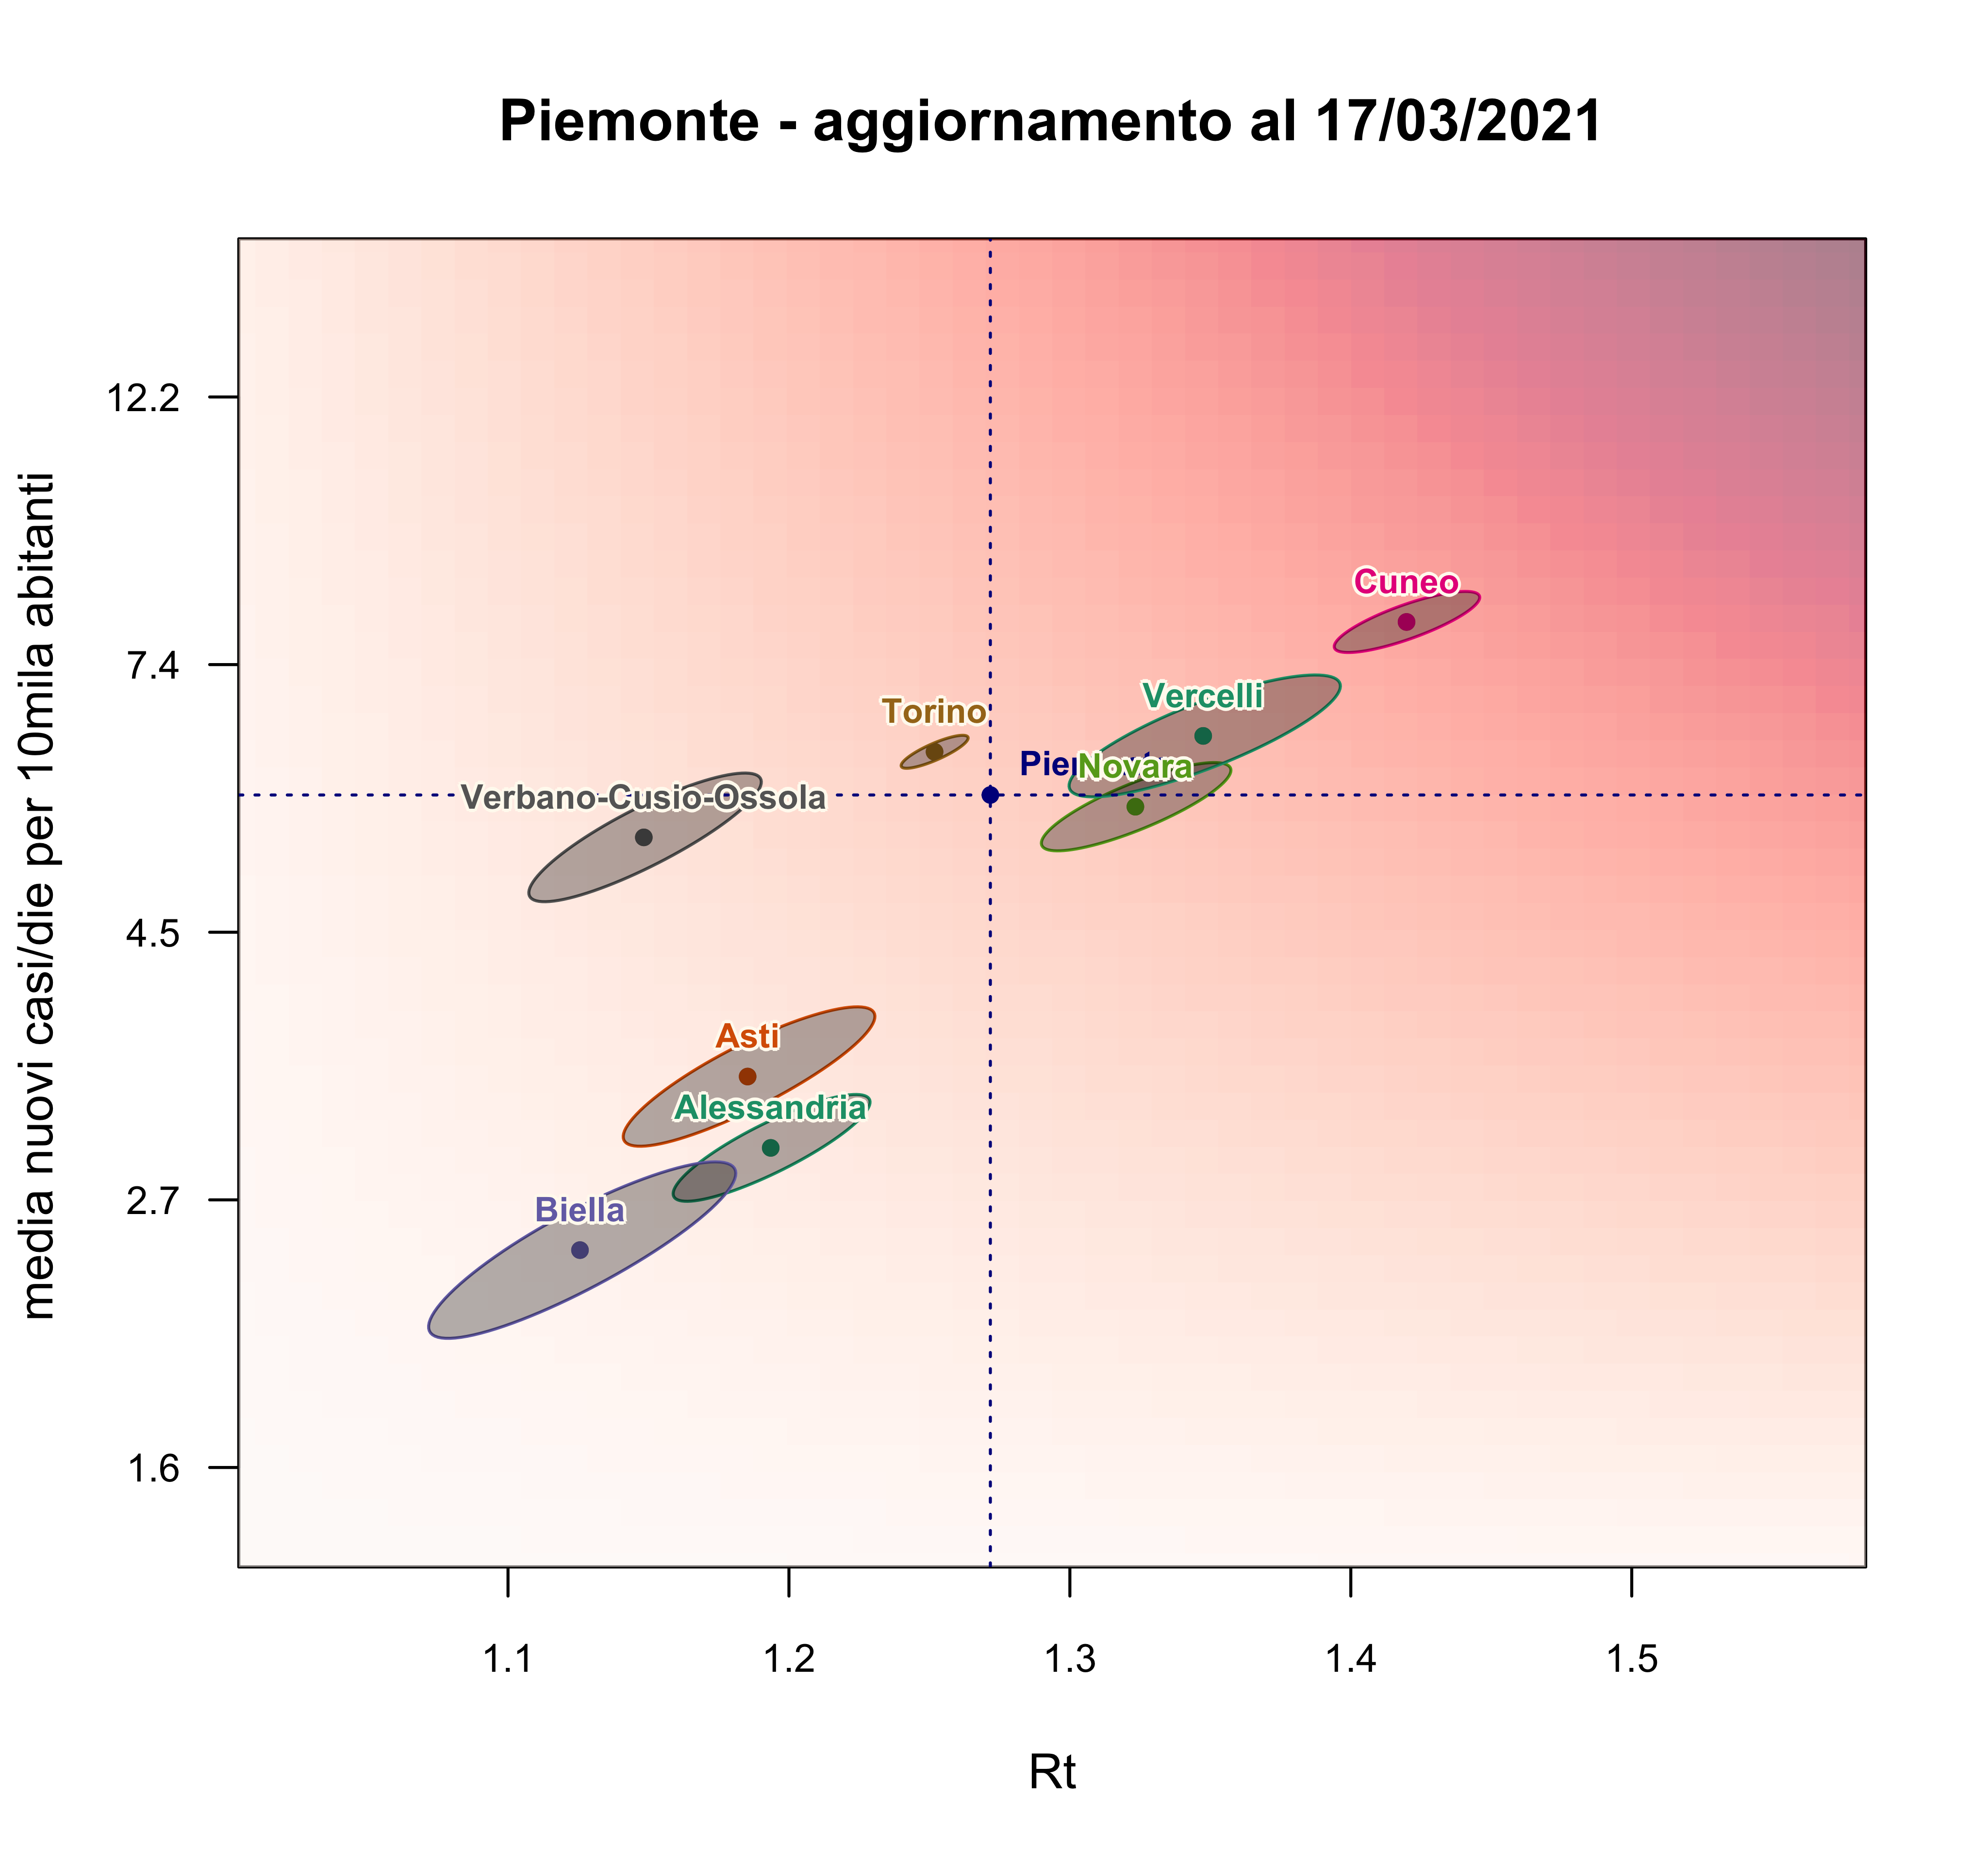 Piemonte - aggiornamento al 17/03/2021
media nuovi casi/die per 10mila abitanti
12.2
7.4
4.5
2.7
1.6
Cuneo
Vercelli
Torino
Novara
Verbano-Cusio-Ossola
Asti
Alessandria
Biella
1.1 1.2 1.3 1.4 1.5
Rt